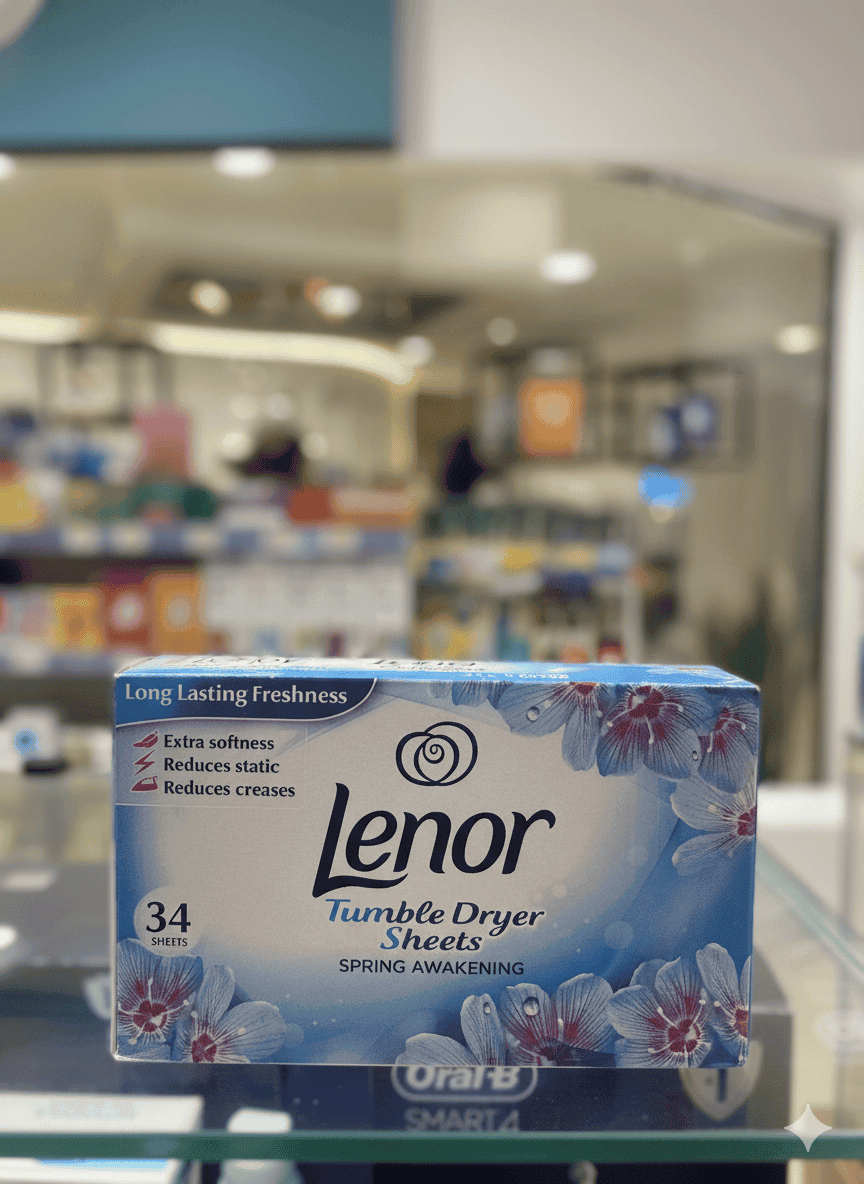 Long Lasting Freshness
Extra softness
Reduces static
Reduces creases
Lenor
Tumble Dryer
Sheets
SPRING AWAKENING
34
SHEETS
Oral-B
SMART 4